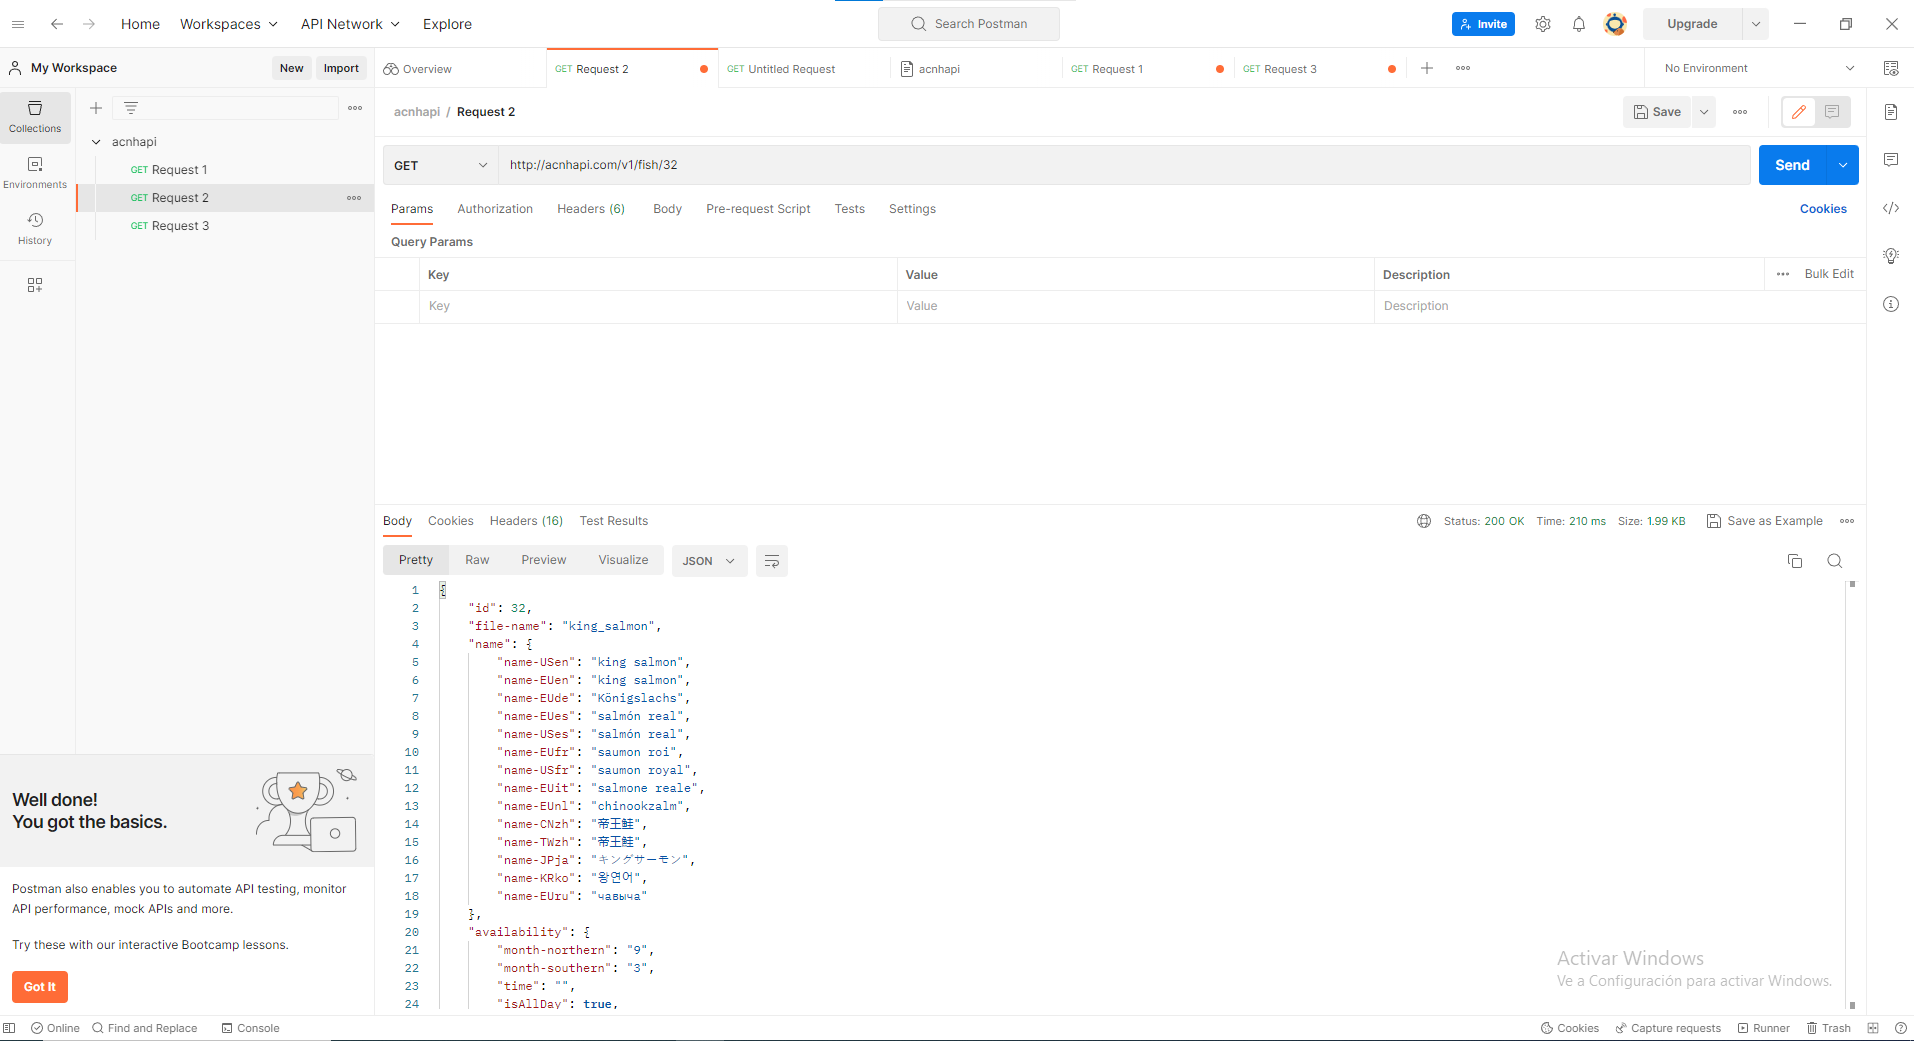 Home Workspaces API Network Explore Search Postman Invite Upgrade
My Workspace New Import Overview GET Request 2 GET Untitled Request acnhapi GET Request 1 GET Request 3 No Environment
Collections
Environments
History
acnhapi
GET Request 1
GET Request 2
GET Request 3
Well done!
You got the basics.
Postman also enables you to automate API testing, monitor
API performance, mock APIs and more.
Try these with our interactive Bootcamp lessons.
Got It
acnhapi / Request 2 Save
GET http://acnhapi.com/v1/fish/32 Send
Params Authorization Headers (6) Body Pre-request Script Tests Settings Cookies
Query Params
Key Value Description Bulk Edit
Key Value Description
Body Cookies Headers (16) Test Results Status: 200 OK Time: 210 ms Size: 1.99 KB Save as Example
Pretty Raw Preview Visualize JSON
1 {
2 "id": 32,
3 "file-name": "king_salmon",
4 "name": {
5 "name-USen": "king salmon",
6 "name-EUen": "king salmon",
7 "name-EUde": "Königslachs",
8 "name-EUes": "salmón real",
9 "name-USes": "salmón real",
10 "name-EUfr": "saumon roi",
11 "name-USfr": "saumon royal",
12 "name-EUit": "salmone reale",
13 "name-EUnl": "chinookzalm",
14 "name-CNzh": "帝王鲑",
15 "name-TWzh": "帝王鮭",
16 "name-JPja": "キングサーモン",
17 "name-KRko": "왕연어",
18 "name-EUru": "чавыча"
19 },
20 "availability": {
21 "month-northern": "9",
22 "month-southern": "3",
23 "time": "",
24 "isAllDay": true,
Activar Windows
Ve a Configuración para activar Windows.
Online Find and Replace Console Cookies Capture requests Runner Trash